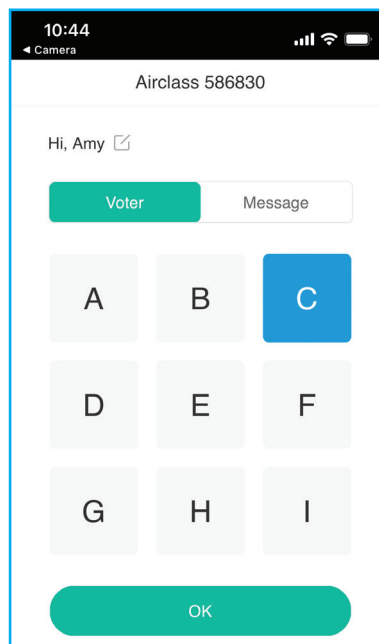 10:44
◀ Camera
Airclass 586830
Hi, Amy
Voter Message
A B C
D E F
G H I
OK